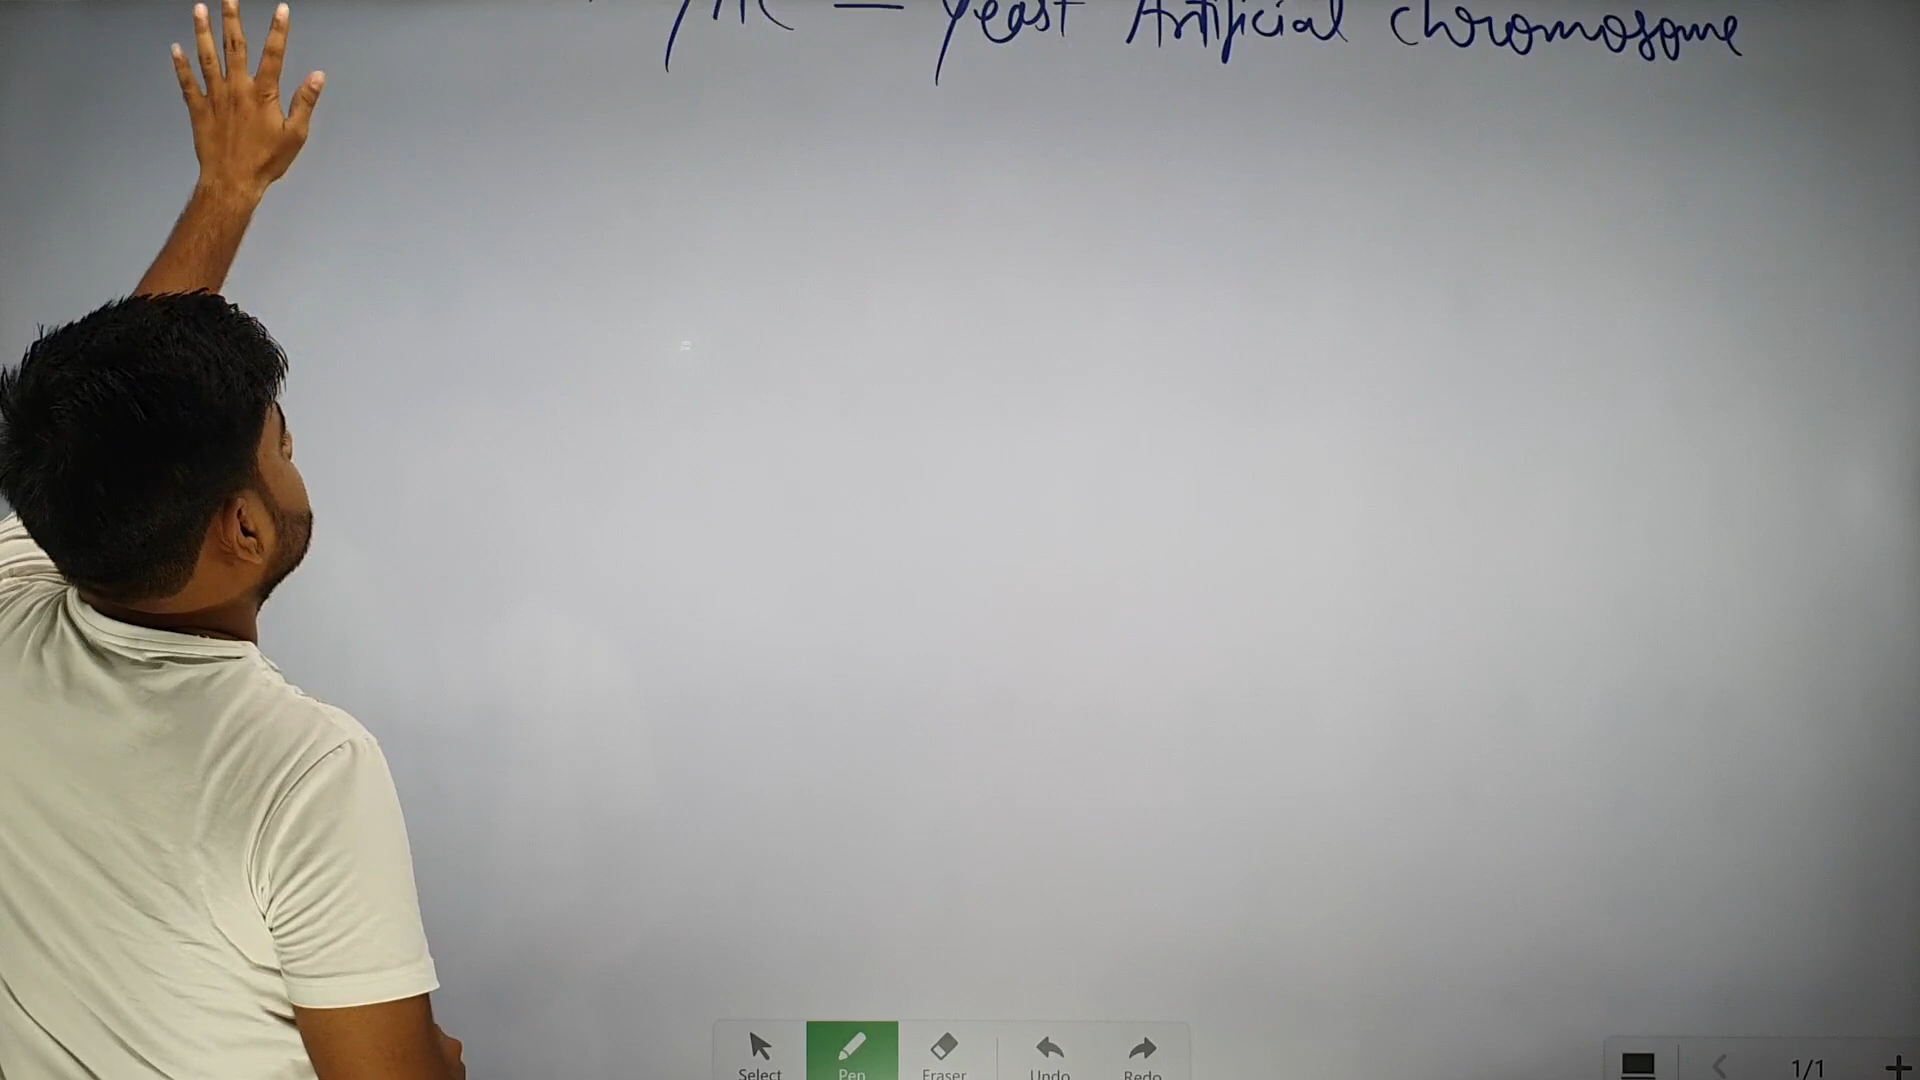 YAC — Yeast Artificial chromosome
=
Select Pen Eraser Undo Redo
1/1